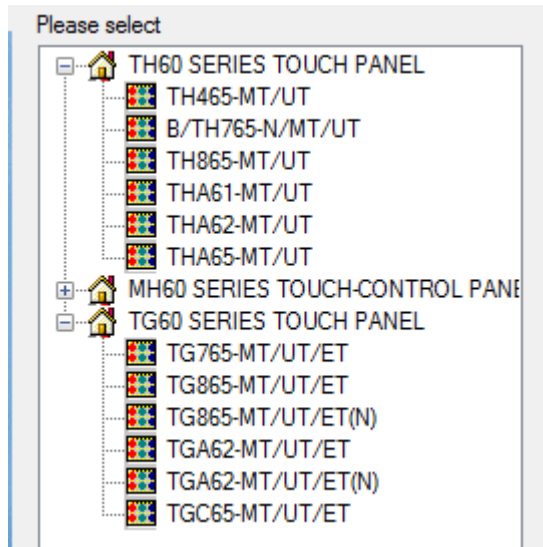 Please select
TH60 SERIES TOUCH PANEL
TH465-MT/UT
B/TH765-N/MT/UT
TH865-MT/UT
THA61-MT/UT
THA62-MT/UT
THA65-MT/UT
MH60 SERIES TOUCH-CONTROL PANE
TG60 SERIES TOUCH PANEL
TG765-MT/UT/ET
TG865-MT/UT/ET
TG865-MT/UT/ET(N)
TGA62-MT/UT/ET
TGA62-MT/UT/ET(N)
TGC65-MT/UT/ET